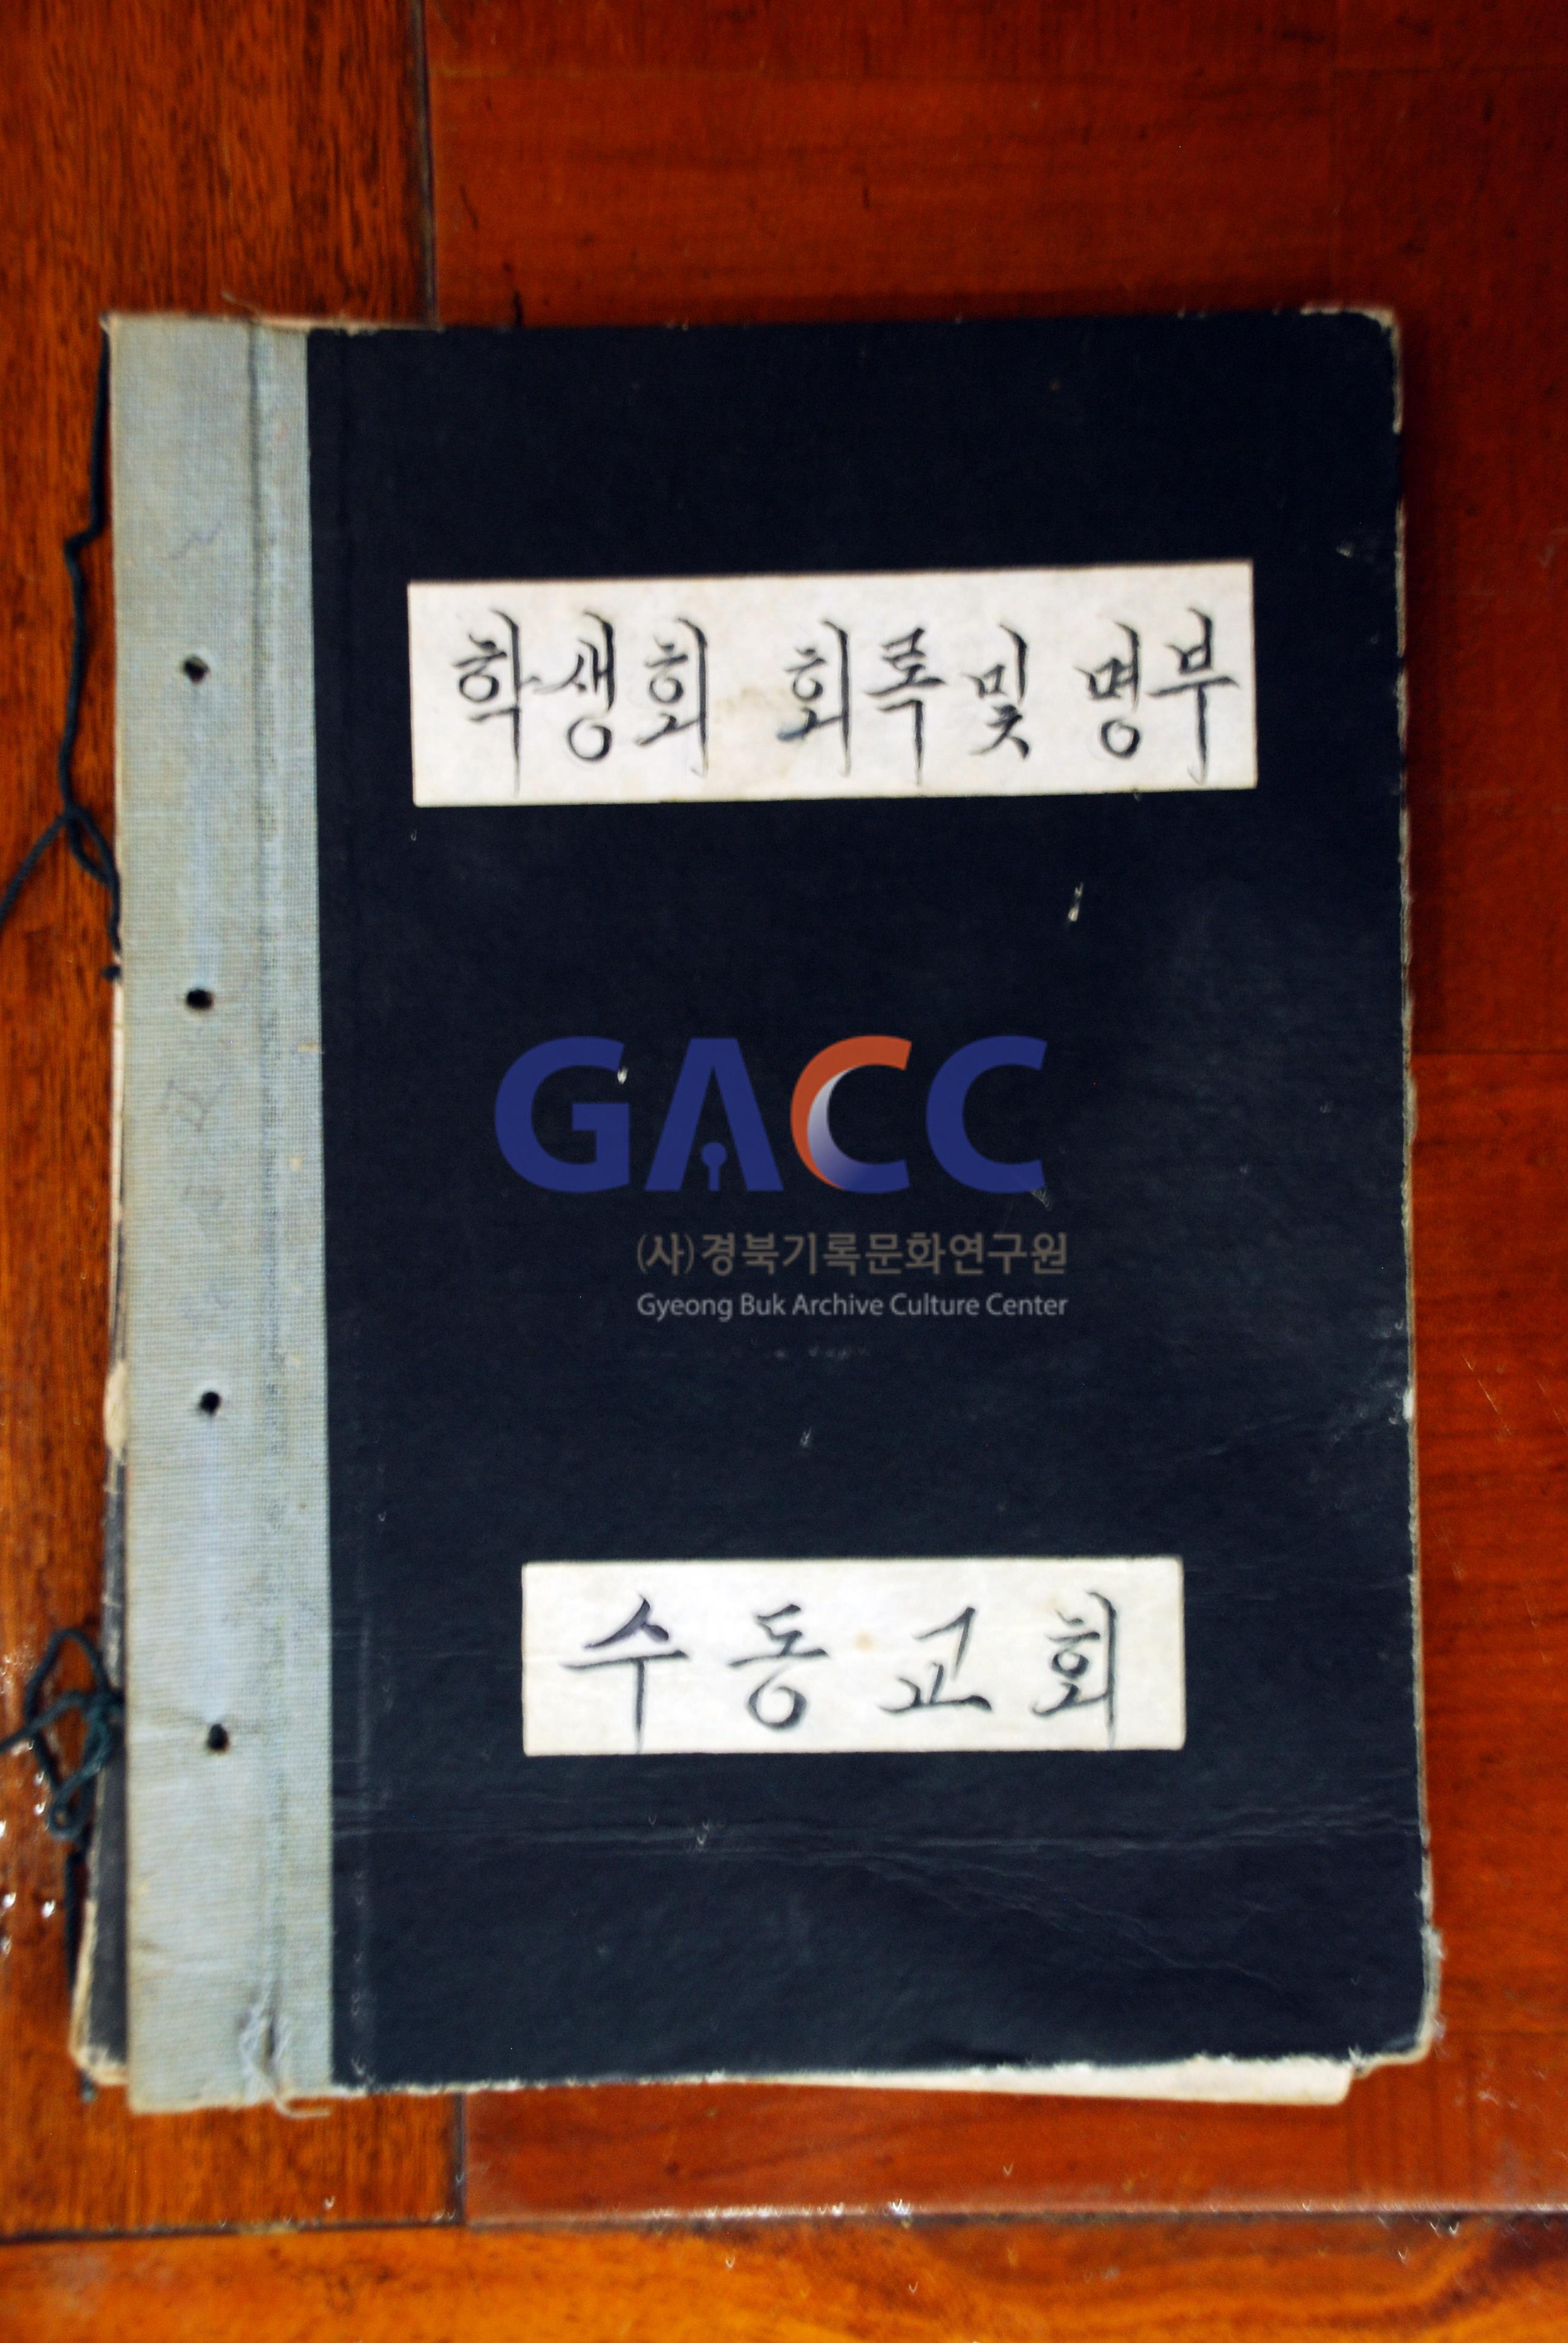 학생회 회록및 명부
GACC
(사)경북기록문화연구원
Gyeong Buk Archive Culture Center
수동교회